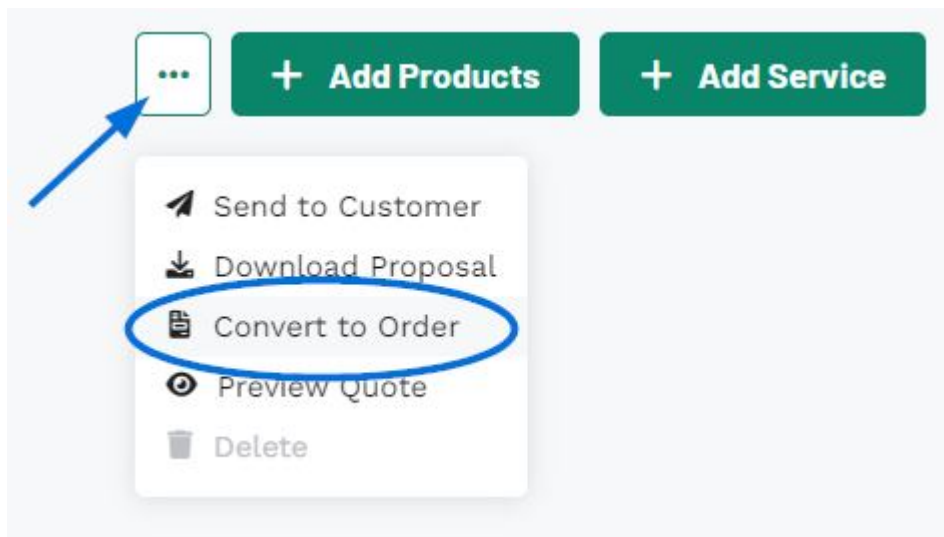 ... + Add Products + Add Service
Send to Customer
Download Proposal
Convert to Order
Preview Quote
Delete